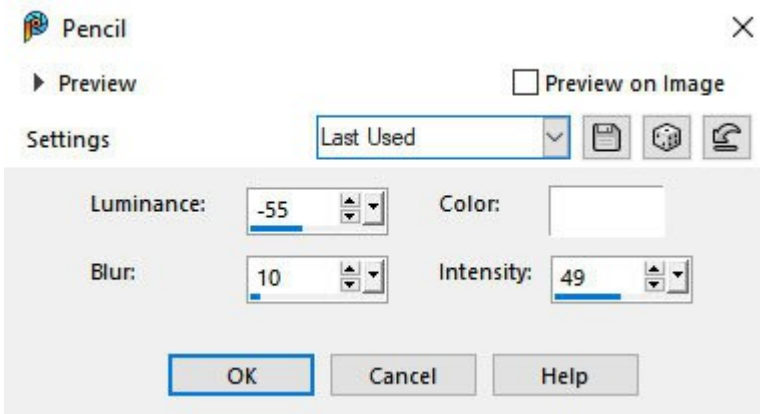 Pencil
Preview Preview on Image
Settings Last Used
Luminance: -55 Color:
Blur: 10 Intensity: 49
OK Cancel Help